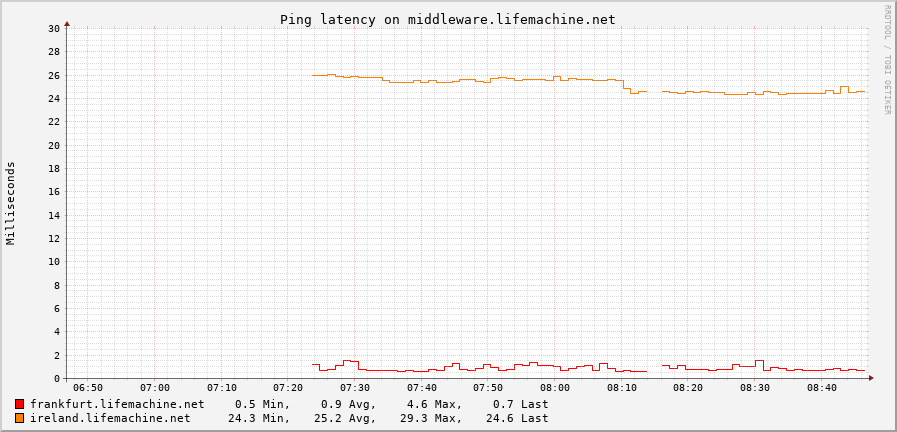 Ping latency on middleware.lifemachine.net
RRDTOOL / TOBI OETIKER
Milliseconds
30
28
26
24
22
20
18
16
14
12
10
8
6
4
2
0
06:50 07:00 07:10 07:20 07:30 07:40 07:50 08:00 08:10 08:20 08:30 08:40
frankfurt.lifemachine.net 0.5 Min, 0.9 Avg, 4.6 Max, 0.7 Last
ireland.lifemachine.net 24.3 Min, 25.2 Avg, 29.3 Max, 24.6 Last